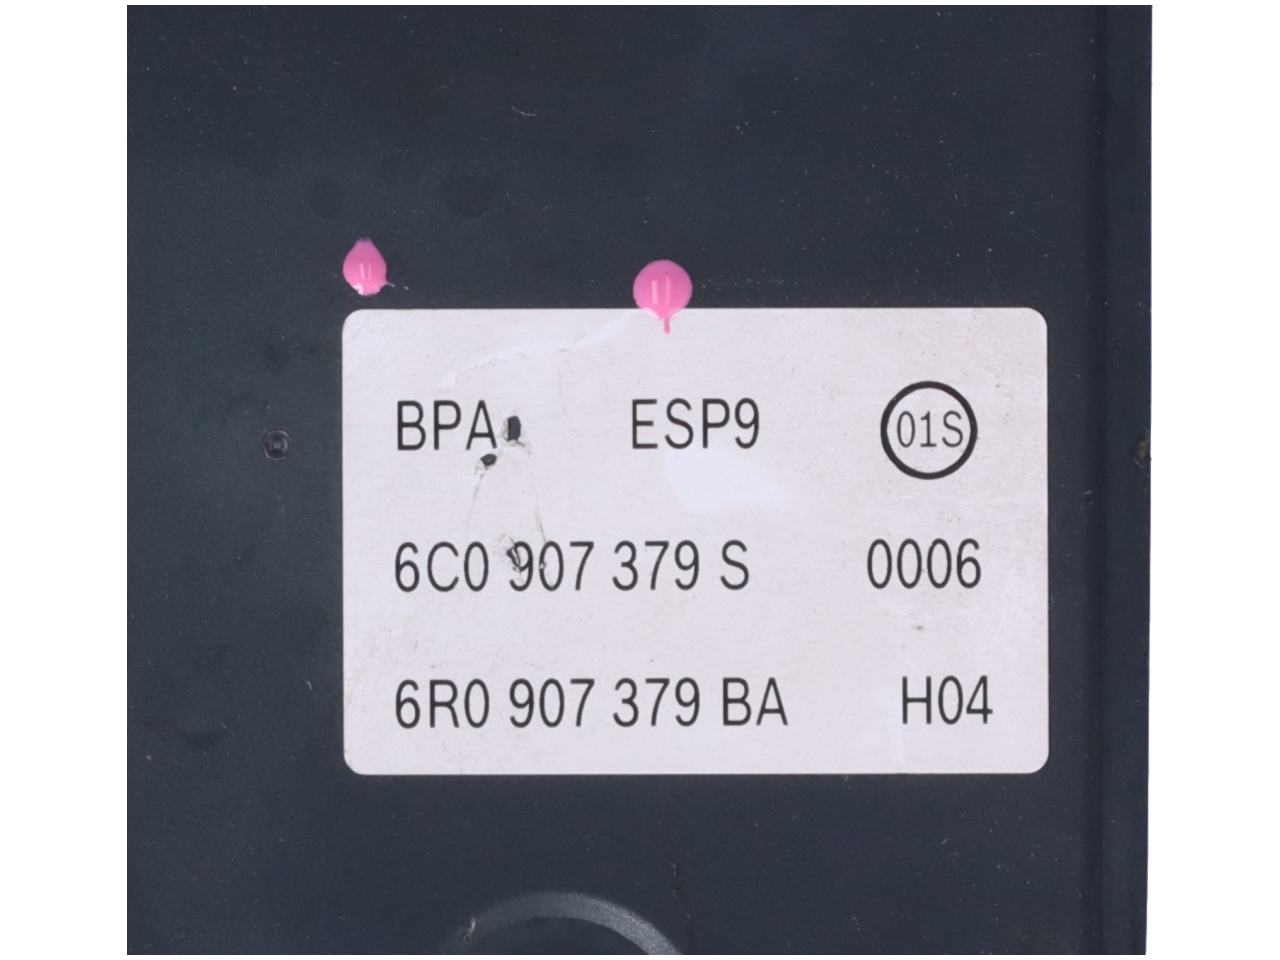 BPA ESP9 01S
6C0 907 379 S 0006
6R0 907 379 BA H04